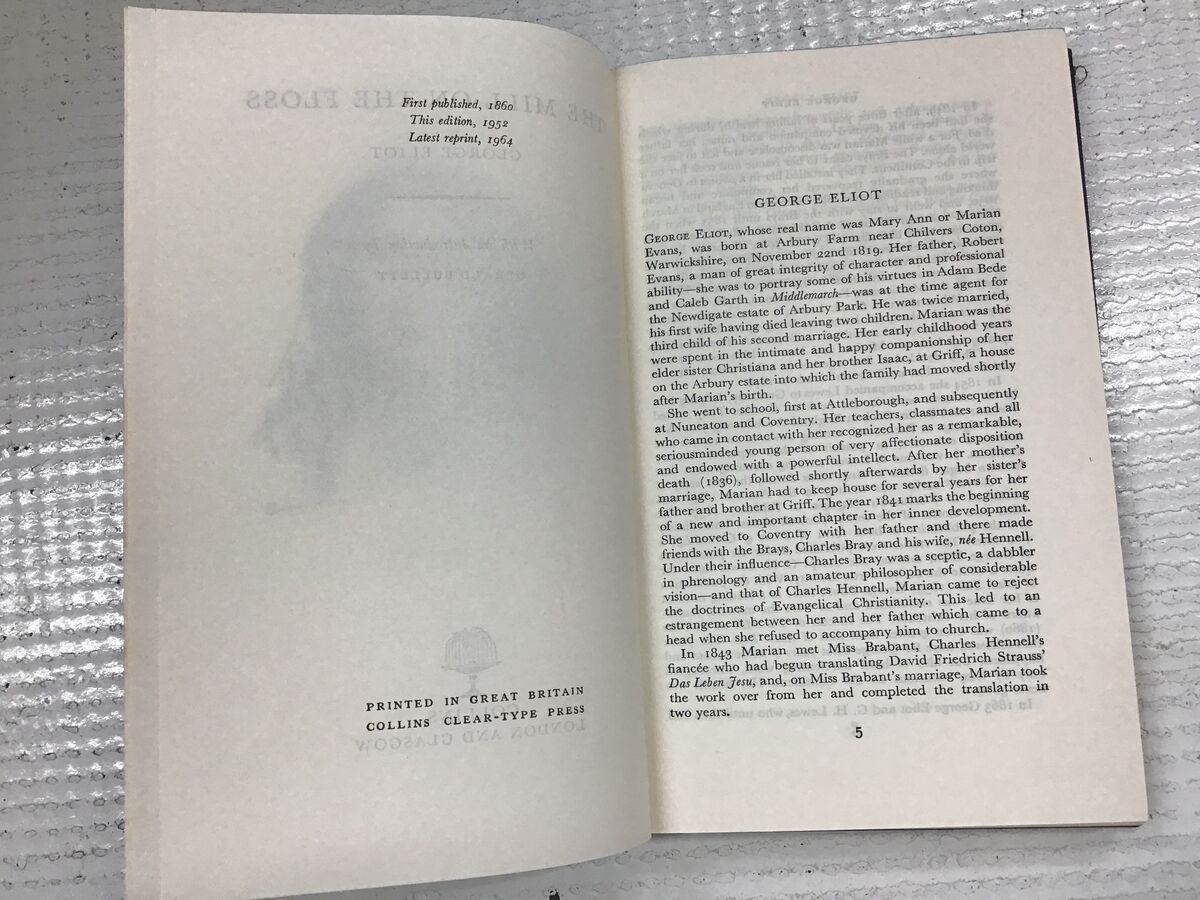 First published, 1860
This edition, 1952
Latest reprint, 1964
THE MILL ON THE FLOSS
GEORGE ELIOT
With an Introduction by
GERALD BULLETT
PRINTED IN GREAT BRITAIN
COLLINS CLEAR-TYPE PRESS
COLLINS
LONDON AND GLASGOW
GEORGE ELIOT
GEORGE ELIOT, whose real name was Mary Ann or Marian
Evans, was born at Arbury Farm near Chilvers Coton,
Warwickshire, on November 22nd 1819. Her father, Robert
Evans, a man of great integrity of character and professional
ability—she was to portray some of his virtues in Adam Bede
and Caleb Garth in Middlemarch—was at the time agent for
the Newdigate estate of Arbury Park. He was twice married,
his first wife having died leaving two children. Marian was the
third child of his second marriage. Her early childhood years
were spent in the intimate and happy companionship of her
elder sister Christiana and her brother Isaac, at Griff, a house
on the Arbury estate into which the family had moved shortly
after Marian's birth.
She went to school, first at Attleborough, and subsequently
at Nuneaton and Coventry. Her teachers, classmates and all
who came in contact with her recognized her as a remarkable,
seriousminded young person of very affectionate disposition
and endowed with a powerful intellect. After her mother's
death (1836), followed shortly afterwards by her sister's
marriage, Marian had to keep house for several years for her
father and brother at Griff. The year 1841 marks the beginning
of a new and important chapter in her inner development.
She moved to Coventry with her father and there made
friends with the Brays, Charles Bray and his wife, née Hennell.
Under their influence—Charles Bray was a sceptic, a dabbler
in phrenology and an amateur philosopher of considerable
vision—and that of Charles Hennell, Marian came to reject
the doctrines of Evangelical Christianity. This led to an
estrangement between her and her father which came to a
head when she refused to accompany him to church.
In 1843 Marian met Miss Brabant, Charles Hennell's
fiancée who had begun translating David Friedrich Strauss'
Das Leben Jesu, and, on Miss Brabant's marriage, Marian took
the work over from her and completed the translation in
two years.
5